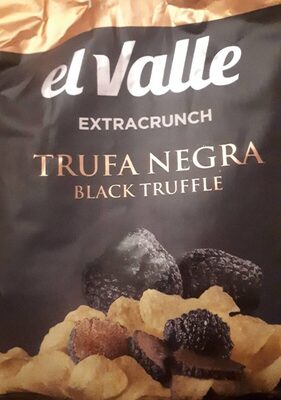 el Valle
EXTRACRUNCH
TRUFA NEGRA
BLACK TRUFFLE